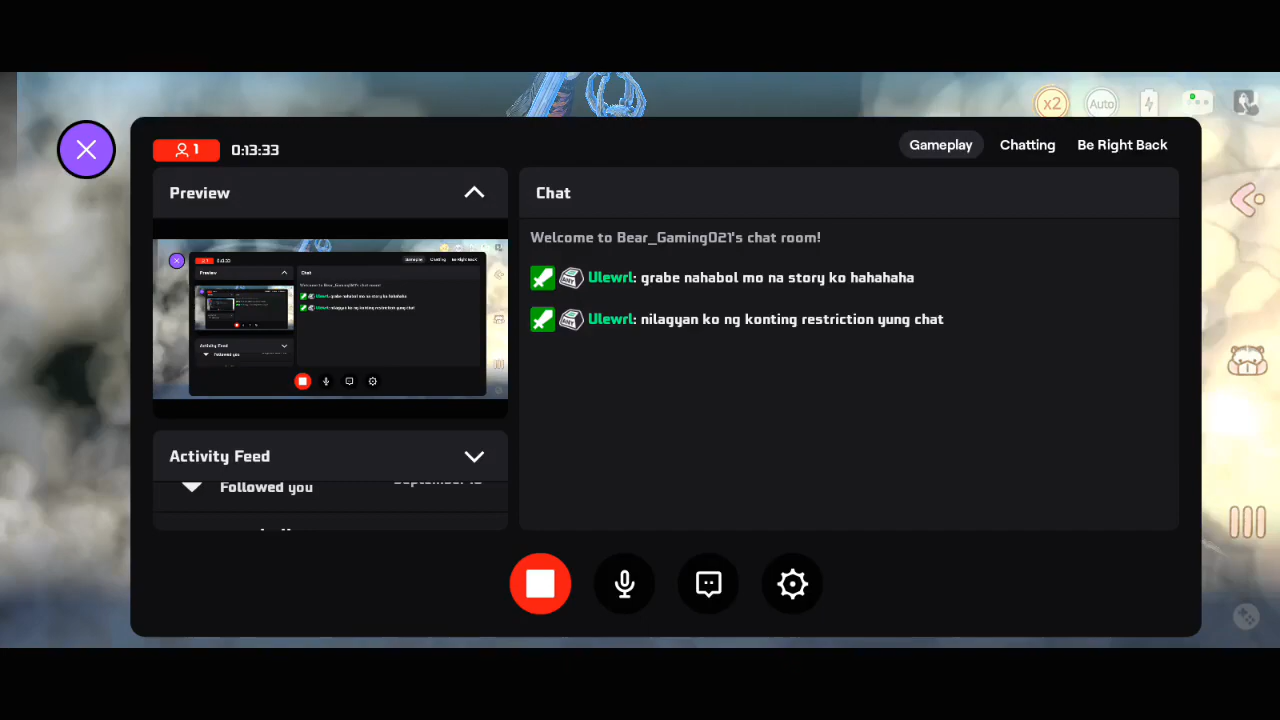 x2
Auto
1
0:13:33
Gameplay
Chatting
Be Right Back
Preview
Chat
Welcome to Bear_Gaming021's chat room!
Ulewrl: grabe nahabol mo na story ko hahahaha
Ulewrl: nilagyan ko ng konting restriction yung chat
Activity Feed
Followed you